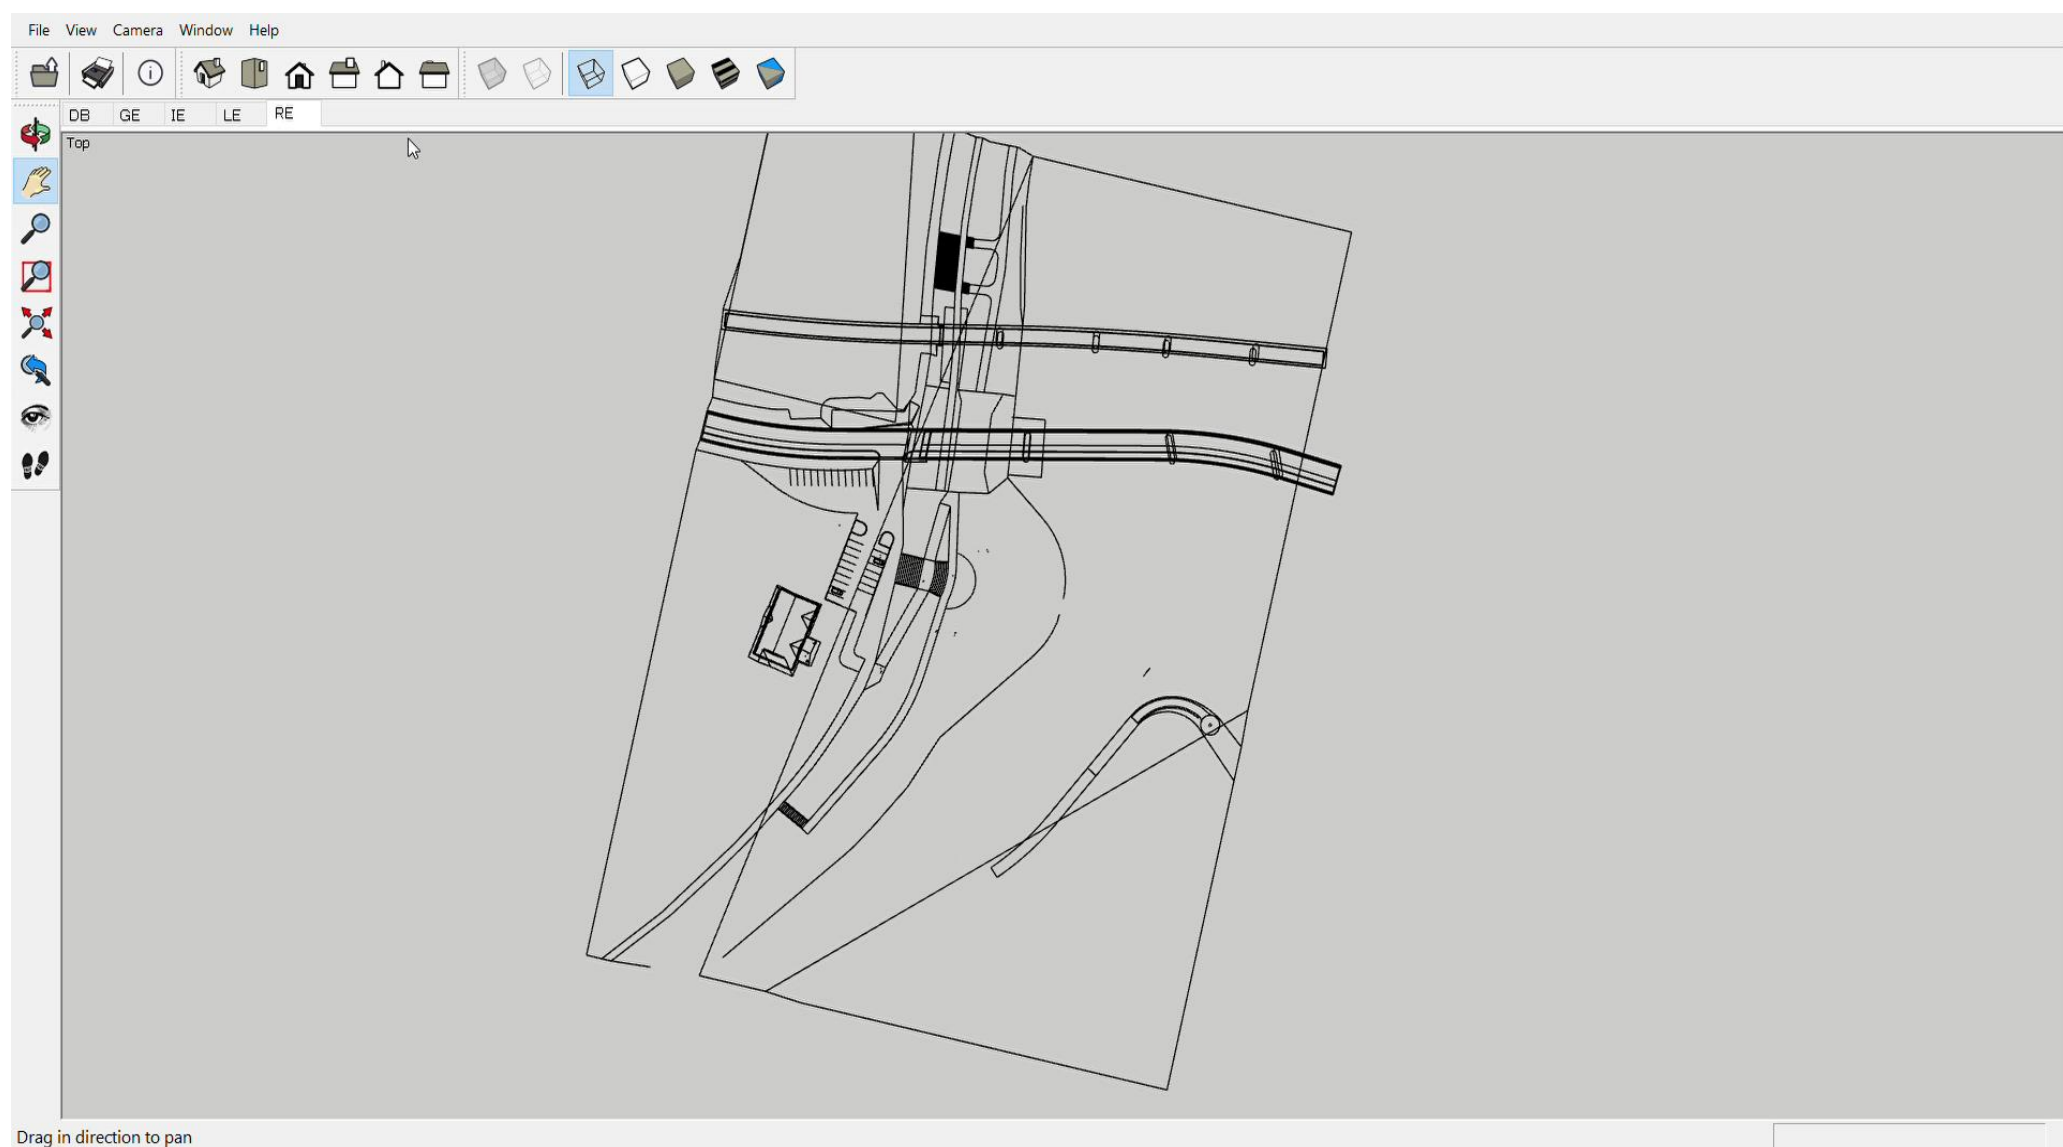 File View Camera Window Help
DB GE IE LE RE
Top
Drag in direction to pan